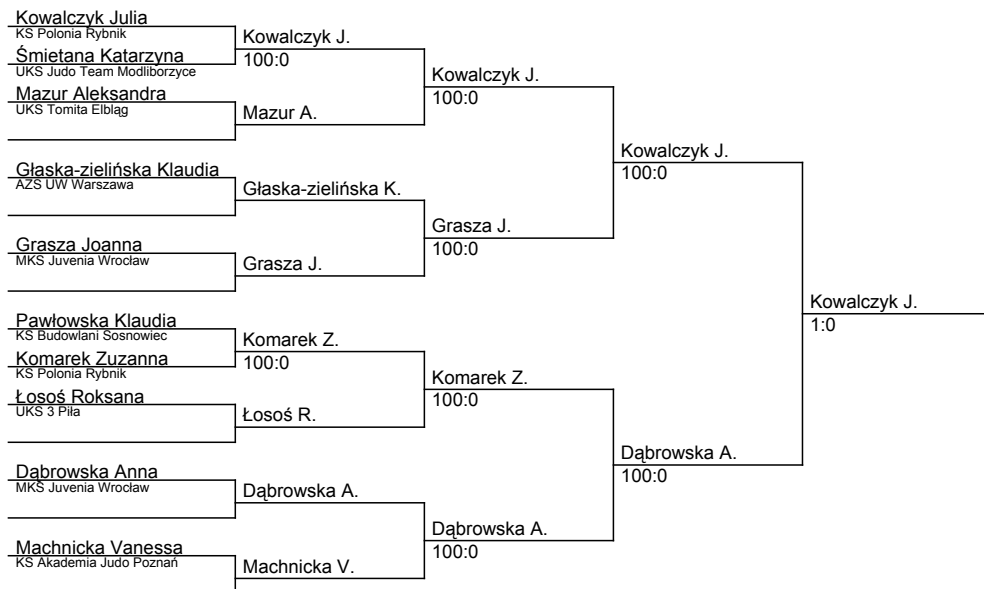 Kowalczyk Julia
KS Polonia Rybnik
Śmietana Katarzyna
UKS Judo Team Modliborzyce
Mazur Aleksandra
UKS Tomita Elbląg
Głaska-zielińska Klaudia
AZS UW Warszawa
Grasza Joanna
MKS Juvenia Wrocław
Pawłowska Klaudia
KS Budowlani Sosnowiec
Komarek Zuzanna
KS Polonia Rybnik
Łosoś Roksana
UKS 3 Piła
Dąbrowska Anna
MKS Juvenia Wrocław
Machnicka Vanessa
KS Akademia Judo Poznań
Kowalczyk J.
100:0
Mazur A.
Głaska-zielińska K.
Grasza J.
Komarek Z.
100:0
Łosoś R.
Dąbrowska A.
Machnicka V.
Kowalczyk J.
100:0
Grasza J.
100:0
Komarek Z.
100:0
Dąbrowska A.
100:0
Kowalczyk J.
100:0
Dąbrowska A.
100:0
Kowalczyk J.
1:0